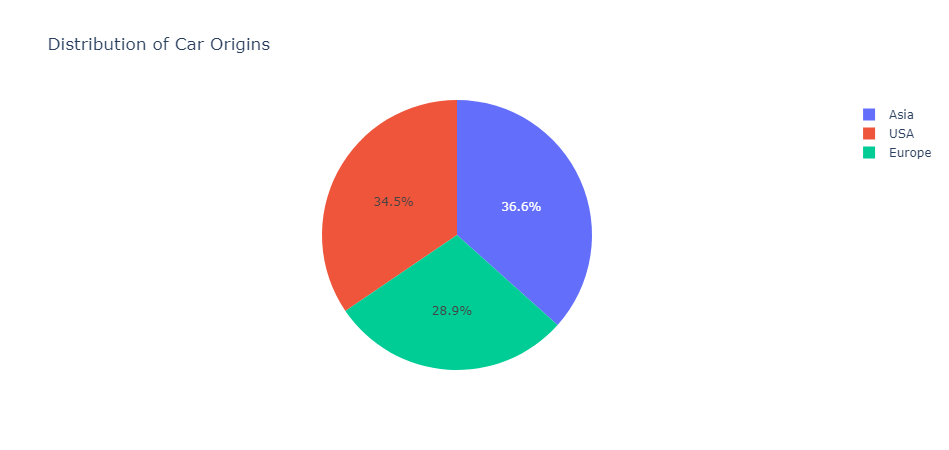 Distribution of Car Origins
Asia
USA
Europe
34.5%
36.6%
28.9%